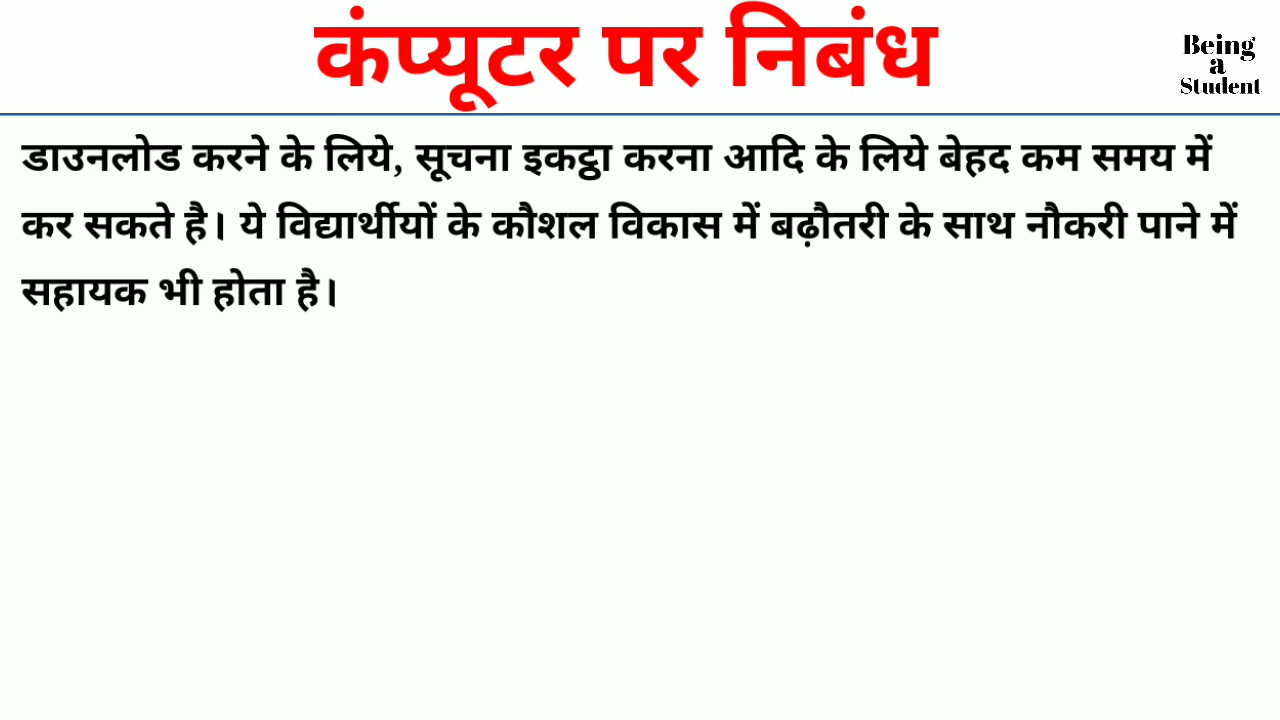 कंप्यूटर पर निबंध
Being
a
Student
डाउनलोड करने के लिये, सूचना इकट्ठा करना आदि के लिये बेहद कम समय में
कर सकते है। ये विद्यार्थीयों के कौशल विकास में बढ़ौतरी के साथ नौकरी पाने में
सहायक भी होता है।